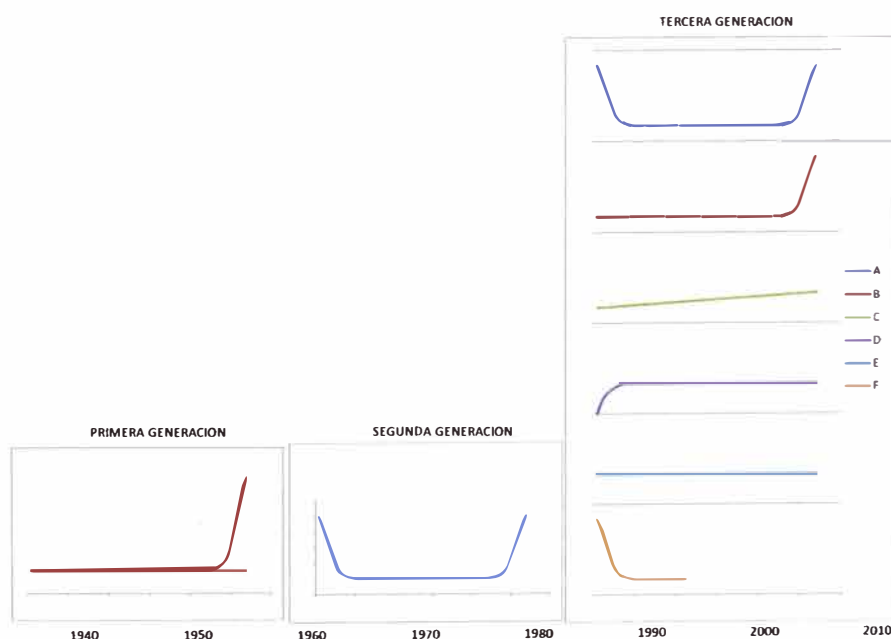 TERCERA GENERACION
A
B
C
D
E
F
PRIMERA GENERACION
SEGUNDA GENERACION
1940
1950
1960
1970
1980
1990
2000
2010